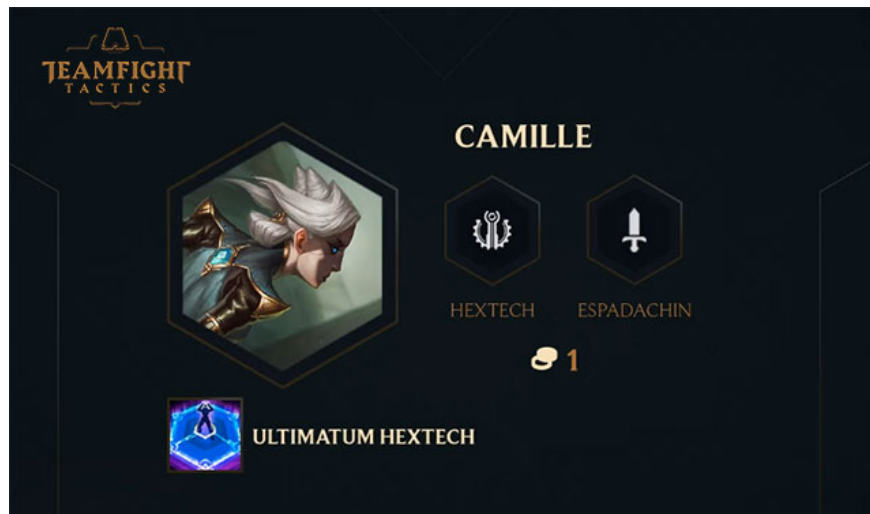 TEAMFIGHT
TACTICS
CAMILLE
HEXTECH
ESPADACHIN
1
ULTIMATUM HEXTECH